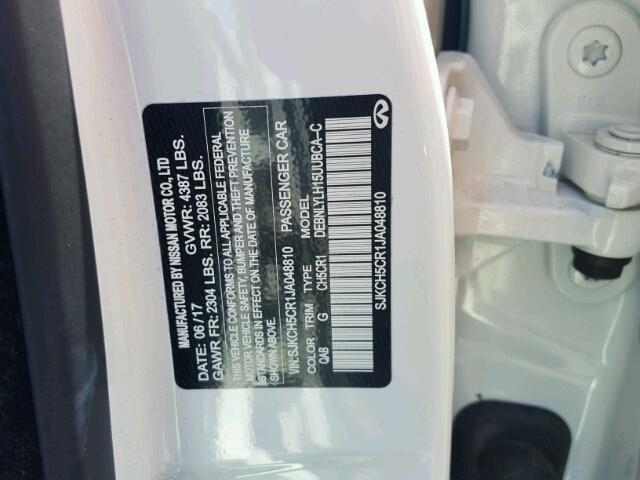 MANUFACTURED BY NISSAN MOTOR CO., LTD
DATE: 06/17 GVWR: 4387 LBS.
GAWR FR: 2304 LBS. RR: 2083 LBS.
THIS VEHICLE CONFORMS TO ALL APPLICABLE FEDERAL
MOTOR VEHICLE SAFETY, BUMPER AND THEFT PREVENTION
STANDARDS IN EFFECT ON THE DATE OF MANUFACTURE
SHOWN ABOVE.
VIN:SJKCH5CR1JA048810 PASSENGER CAR
COLOR TRIM TYPE
QAB G CH5CR1 DEBNLYLH15UUBCA-C
SJKCH5CR1JA048810